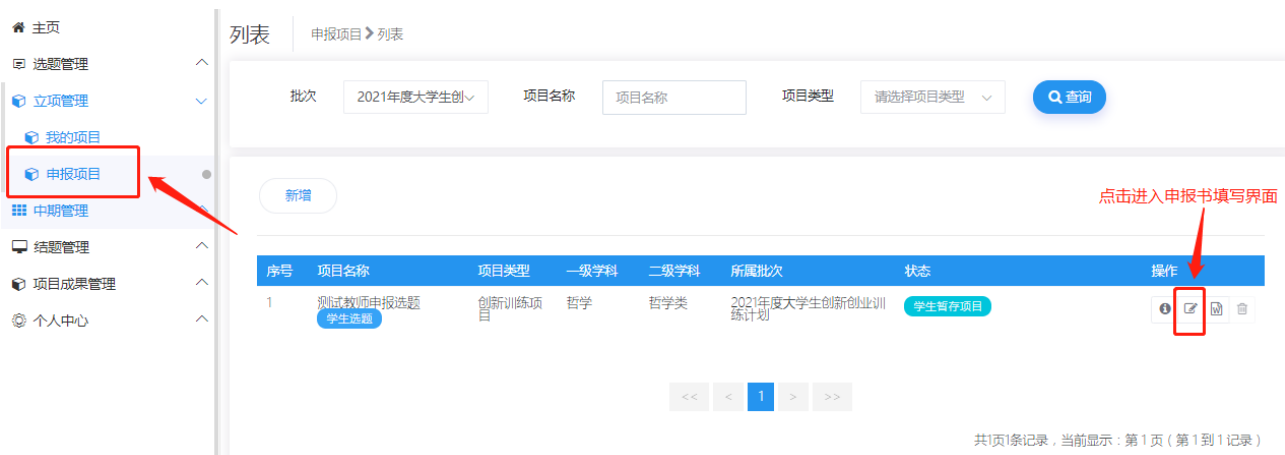 主页
选题管理
立项管理
我的项目
申报项目
中期管理
结题管理
项目成果管理
个人中心
列表 申报项目 列表
批次 2021年度大学生创 项目名称 项目名称 项目类型 请选择项目类型 查询
新增
点击进入申报书填写界面
序号 项目名称 项目类型 一级学科 二级学科 所属批次 状态 操作
1 测试教师申报选题 创新训练项 哲学 哲学类 2021年度大学生创新创业训 学生暂存项目
学生选题 目 练计划
<< < 1 > >>
共1页1条记录，当前显示：第1页（第1到1记录）